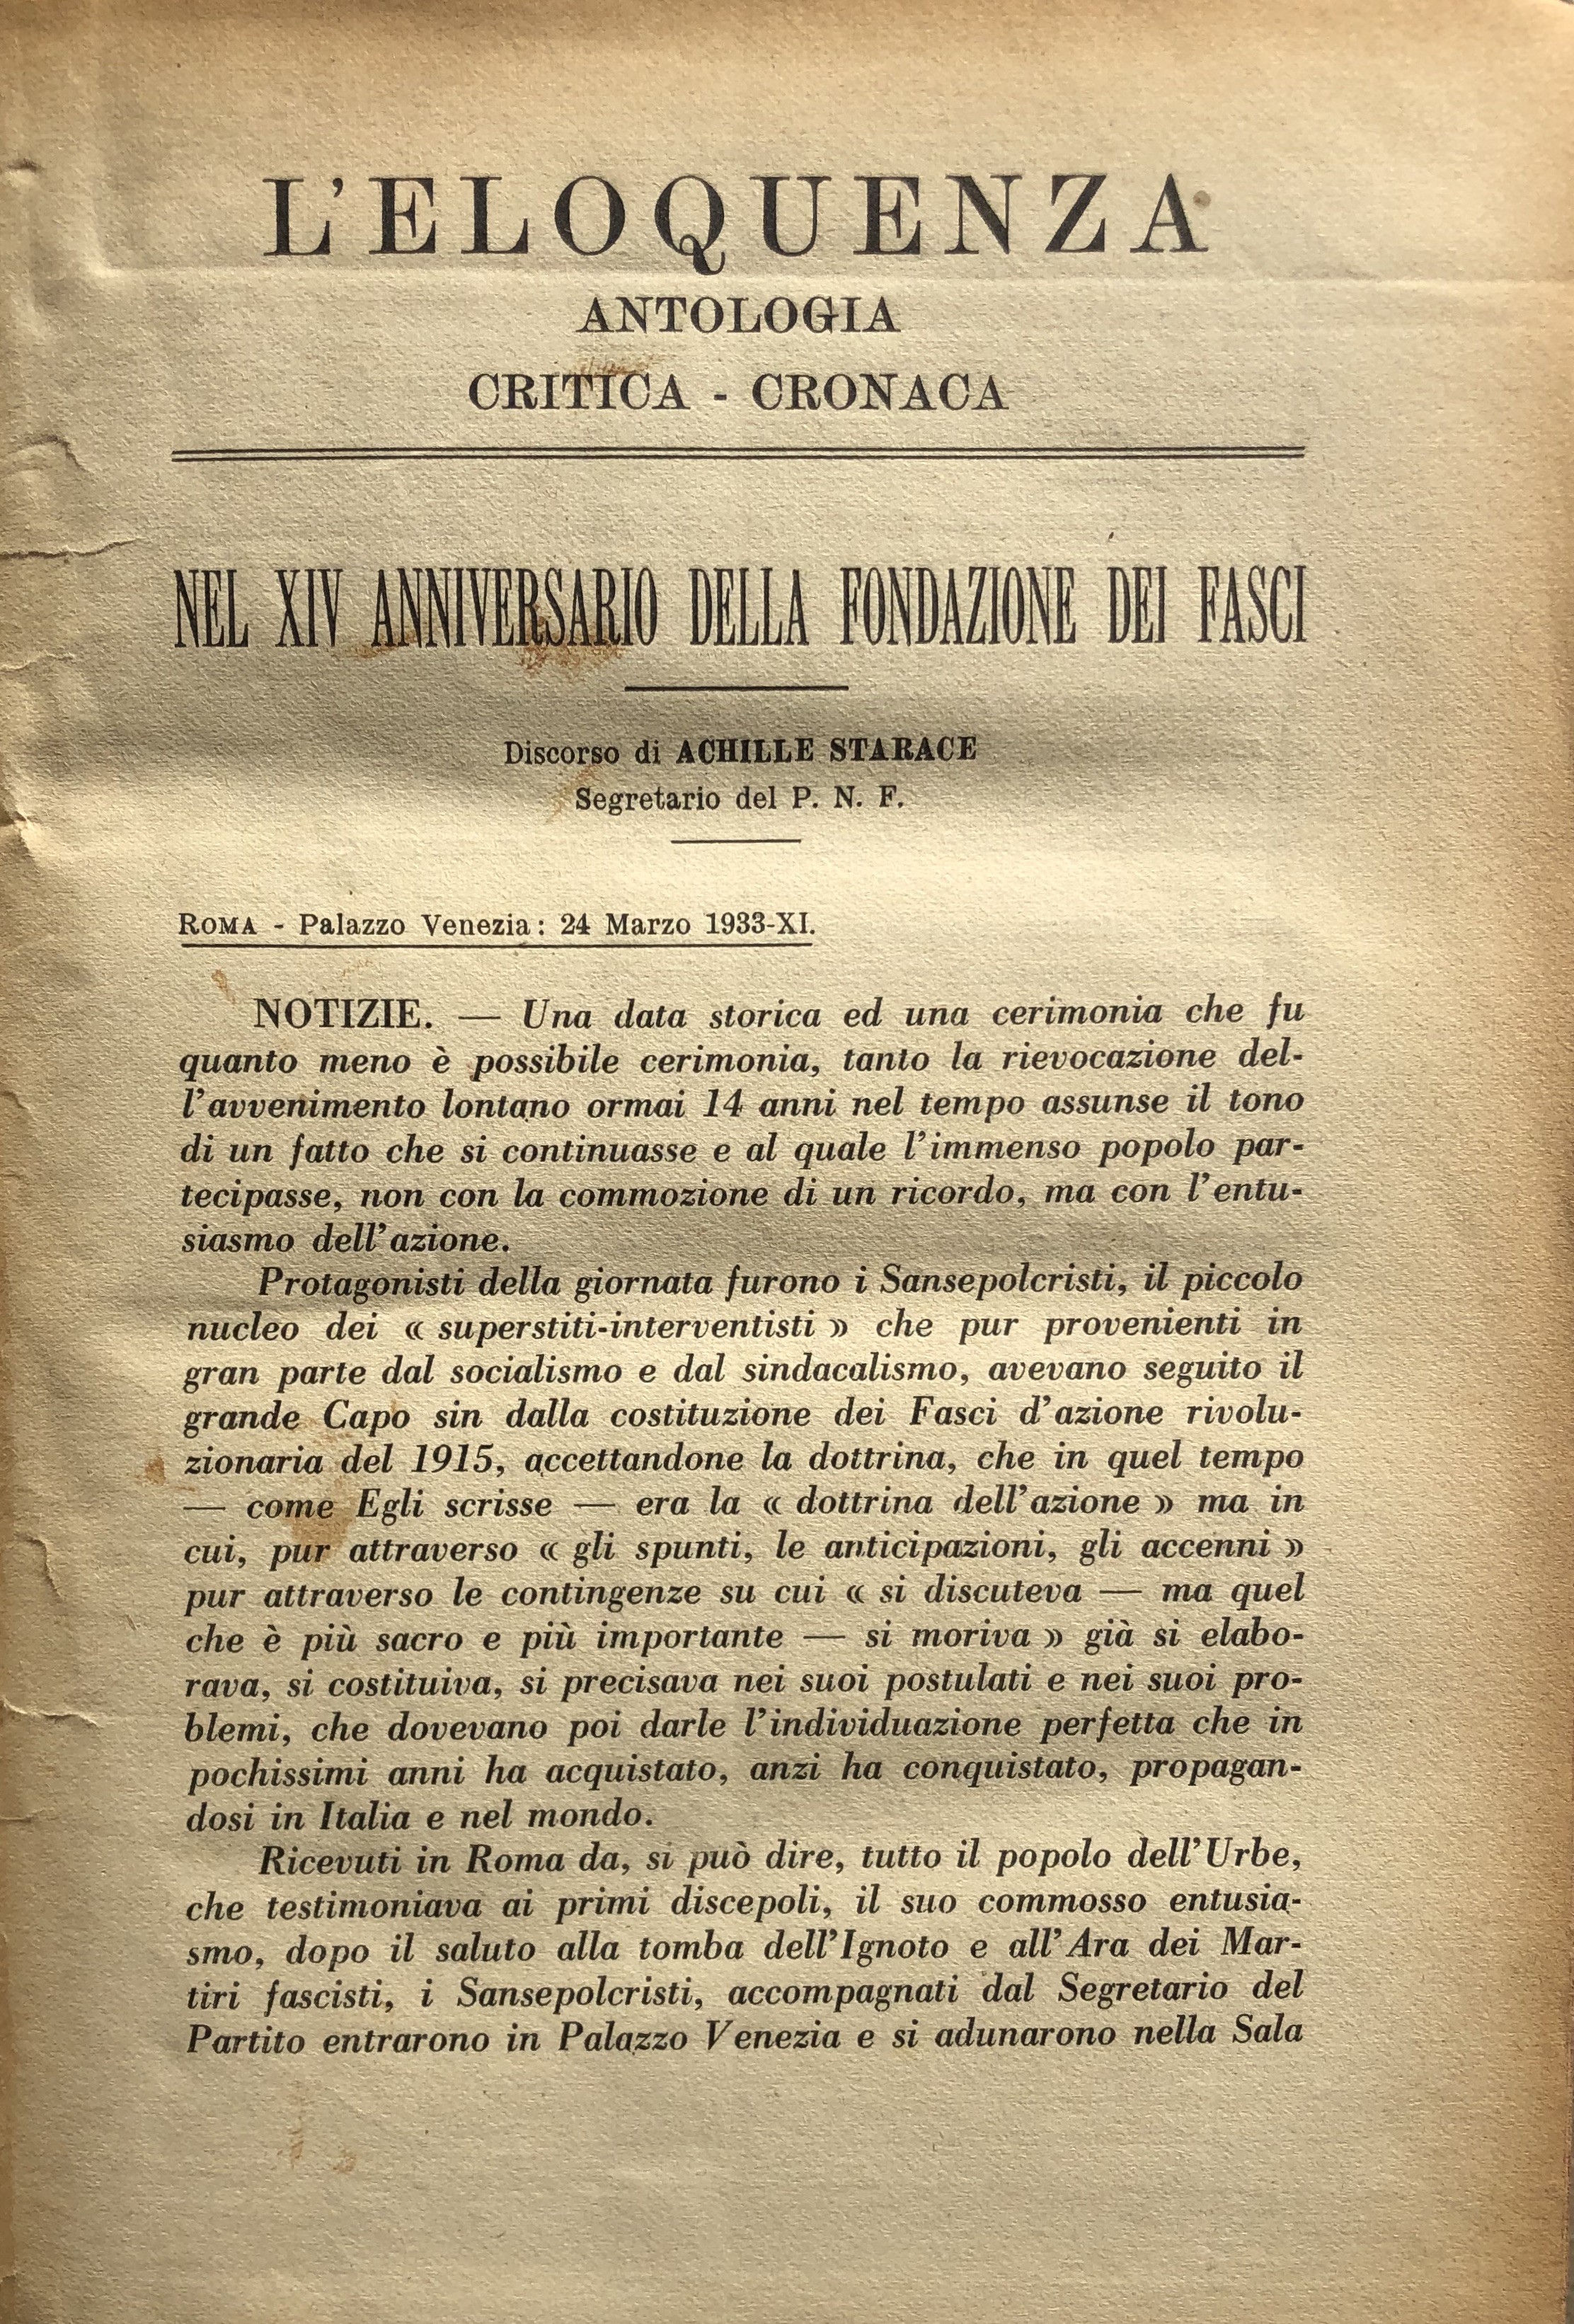 L'ELOQUENZA
ANTOLOGIA
CRITICA - CRONACA
NEL XIV ANNIVERSARIO DELLA FONDAZIONE DEI FASCI
Discorso di ACHILLE STARACE
Segretario del P. N. F.
ROMA - Palazzo Venezia: 24 Marzo 1933-XI.
NOTIZIE. — Una data storica ed una cerimonia che fu
quanto meno è possibile cerimonia, tanto la rievocazione del-
l'avvenimento lontano ormai 14 anni nel tempo assunse il tono
di un fatto che si continuasse e al quale l'immenso popolo par-
tecipasse, non con la commozione di un ricordo, ma con l'entu-
siasmo dell'azione.
Protagonisti della giornata furono i Sansepolcristi, il piccolo
nucleo dei « superstiti-interventisti » che pur provenienti in
gran parte dal socialismo e dal sindacalismo, avevano seguito il
grande Capo sin dalla costituzione dei Fasci d'azione rivolu-
zionaria del 1915, accettandone la dottrina, che in quel tempo
— come Egli scrisse — era la « dottrina dell'azione » ma in
cui, pur attraverso « gli spunti, le anticipazioni, gli accenni »
pur attraverso le contingenze su cui « si discuteva — ma quel
che è più sacro e più importante — si moriva » già si elabo-
rava, si costituiva, si precisava nei suoi postulati e nei suoi pro-
blemi, che dovevano poi darle l'individuazione perfetta che in
pochissimi anni ha acquistato, anzi ha conquistato, propagan-
dosi in Italia e nel mondo.
Ricevuti in Roma da, si può dire, tutto il popolo dell'Urbe,
che testimoniava ai primi discepoli, il suo commosso entusia-
smo, dopo il saluto alla tomba dell'Ignoto e all'Ara dei Mar-
tiri fascisti, i Sansepolcristi, accompagnati dal Segretario del
Partito entrarono in Palazzo Venezia e si adunarono nella Sala